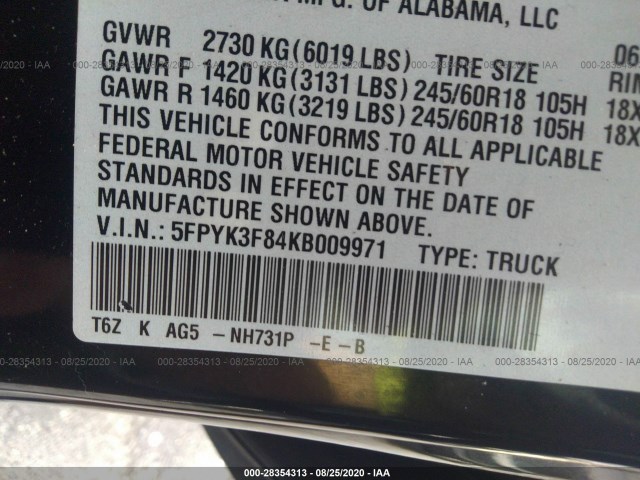 MFG. OF ALABAMA, LLC
GVWR 2730 KG (6019 LBS) TIRE SIZE
GAWR F 1420 KG (3131 LBS) 245/60R18 105H 18X
GAWR R 1460 KG (3219 LBS) 245/60R18 105H 18X
THIS VEHICLE CONFORMS TO ALL APPLICABLE
FEDERAL MOTOR VEHICLE SAFETY
STANDARDS IN EFFECT ON THE DATE OF
MANUFACTURE SHOWN ABOVE.
V.I.N.: 5FPYK3F84KB009971 TYPE: TRUCK
T6Z K AG5 -NH731P -E-B
000-28354313 - 08/25/2020 - IAA